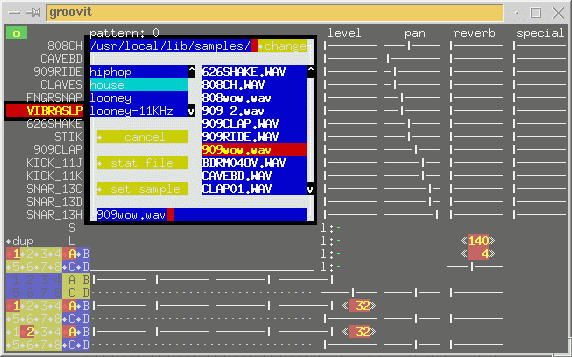 groovit
o pattern: 0 level pan reverb special
/usr/local/lib/samples/ change
808CH
CAVEBD
909RIDE
CLAVES
FNGRSNAP
VIBRASLP
626SHAKE
STIK
909CLAP
KICK_11J
KICK_11K
SNAR_13C
SNAR_13D
SNAR_13H
hiphop
house
looney
looney-11KHz
cancel
stat file
set sample
626SHAKE.WAV
808CH.WAV
808wow.wav
909 2.wav
909CLAP.WAV
909RIDE.WAV
909wow.wav
BDRM04OV.WAV
CAVEBD.WAV
CLAP01.WAV
909wow.wav
S 1:-
dup L 1:- 140
1 2 3 4 A B 1:- 4
5 6 7 8 C D 1:-
1 2 3 4 A B
5 6 7 8 C D
1 2 3 4 A B 32
5 6 7 8 C D
1 2 3 4 A B 32
5 6 7 8 C D